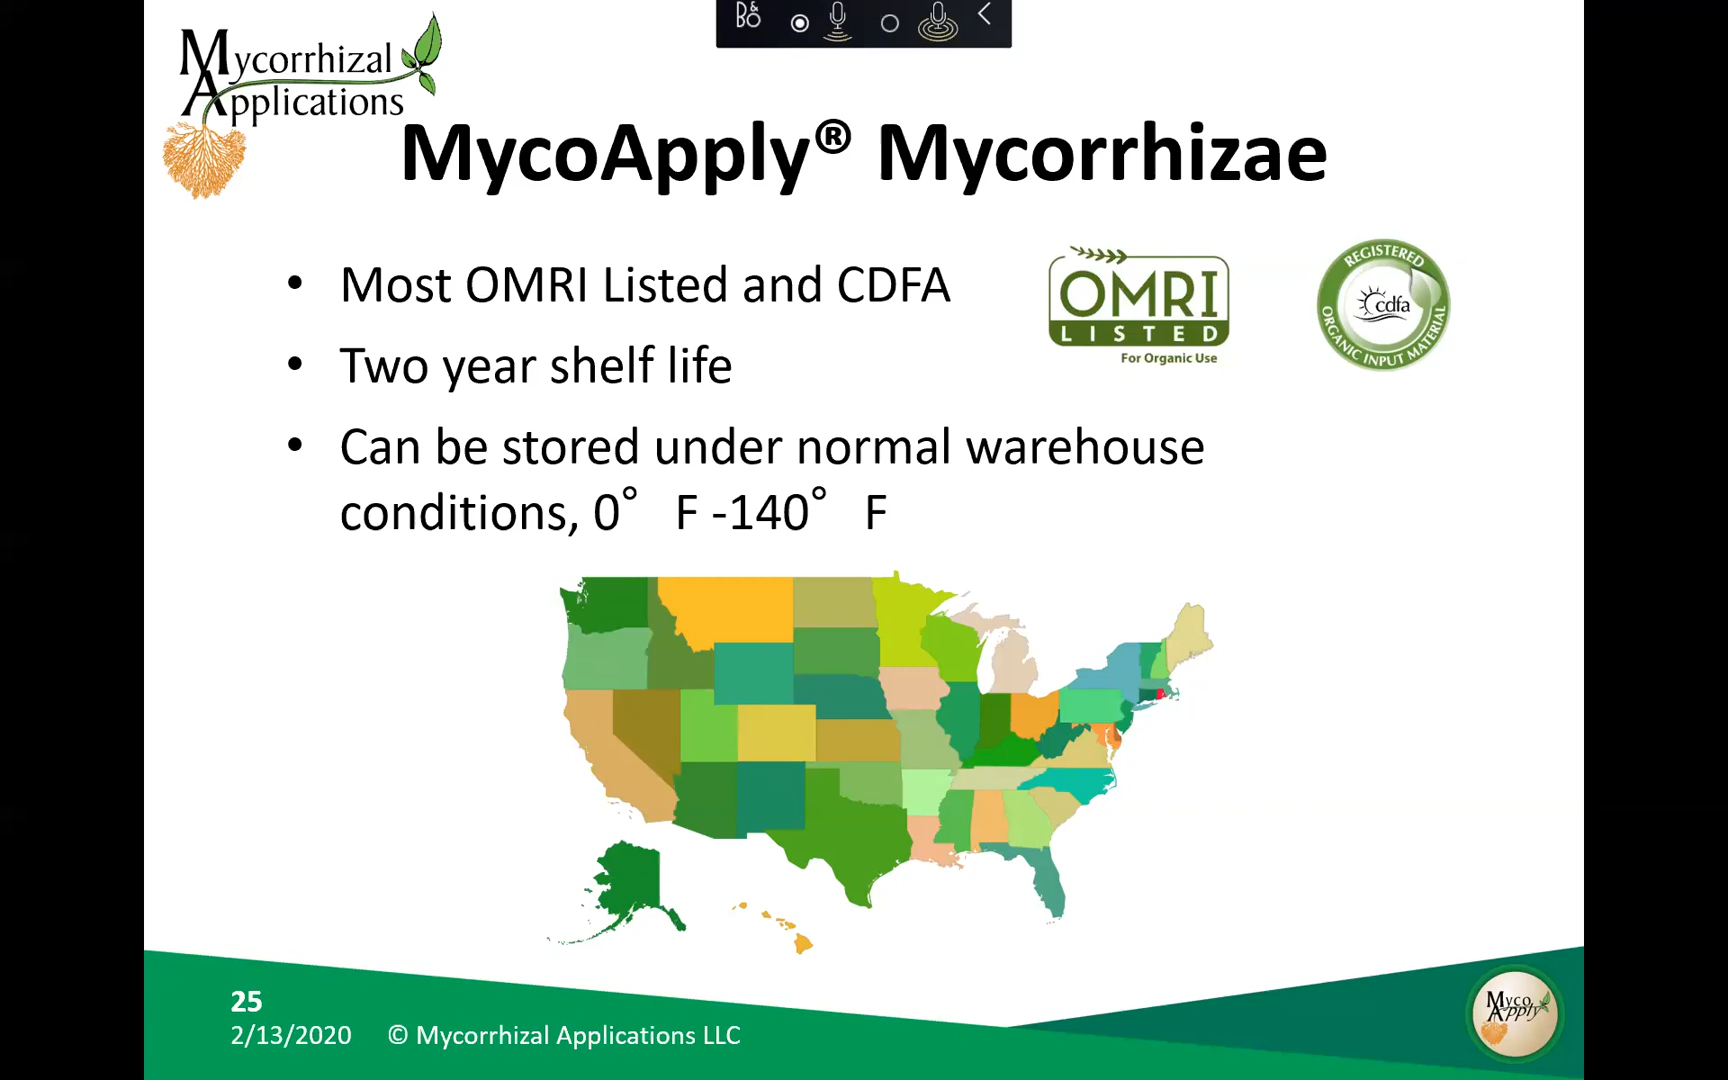 B&O
Mycorrhizal
Applications
MycoApply® Mycorrhizae
• Most OMRI Listed and CDFA
OMRI
LISTED
For Organic Use
REGISTERED
cdfa
ORGANIC INPUT MATERIAL
• Two year shelf life
• Can be stored under normal warehouse
conditions, 0° F -140° F
25
2/13/2020 © Mycorrhizal Applications LLC
Myco
Apply